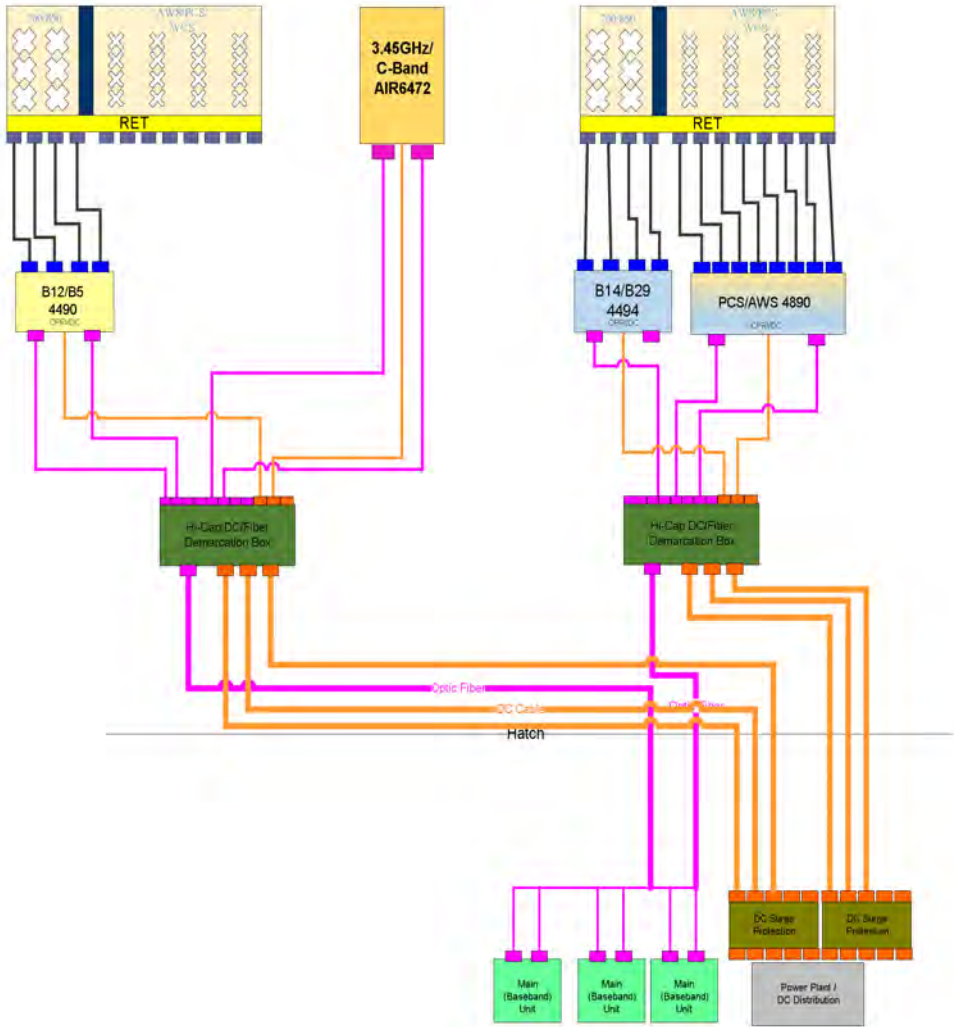 700/850
AWS/PCS
WCS
RET
3.45GHz/
C-Band
AIR6472
700/850
AWS/PCS
WCS
RET
B12/B5
4490
CPRI/DC
B14/B29
4494
CPRI/DC
PCS/AWS 4890
CPRI/DC
Hi-Cap DC/Fiber
Demarcation Box
Hi-Cap DC/Fiber
Demarcation Box
Optic Fiber
DC Cable
Optic Fiber
Hatch
DC Surge
Protection
DC Surge
Protection
Main
(Baseband)
Unit
Main
(Baseband)
Unit
Main
(Baseband)
Unit
Power Plant /
DC Distribution